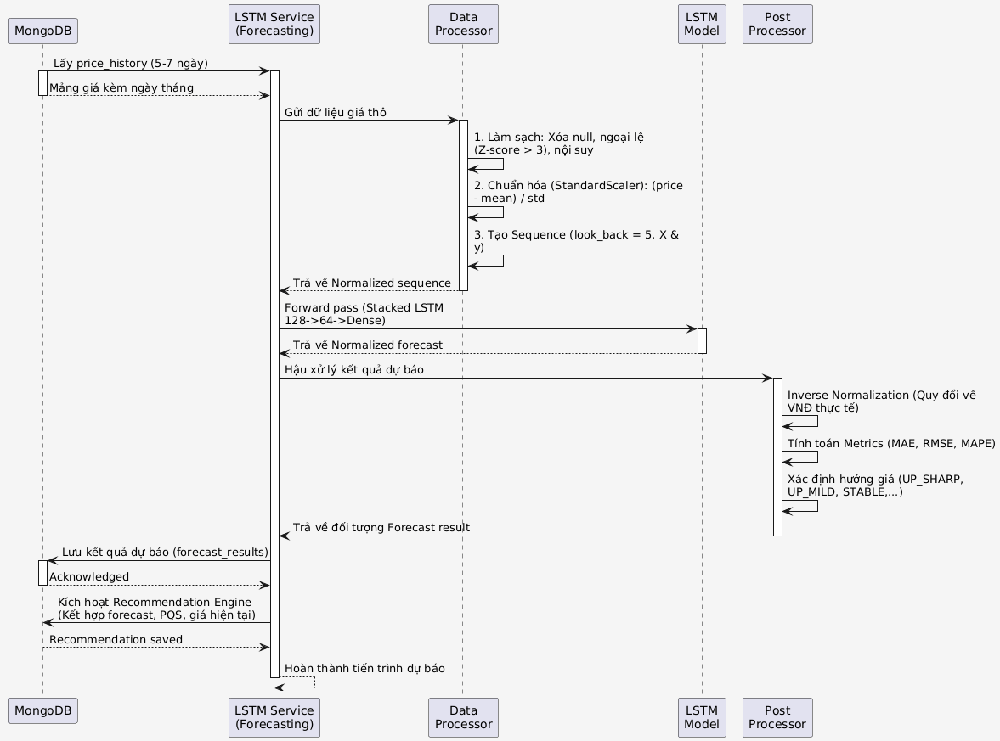 MongoDB
LSTM Service
(Forecasting)
Data
Processor
LSTM
Model
Post
Processor
Lấy price_history (5-7 ngày)
Mảng giá kèm ngày tháng
Gửi dữ liệu giá thô
1. Làm sạch: Xóa null, ngoại lệ
(Z-score > 3), nội suy
2. Chuẩn hóa (StandardScaler): (price
- mean) / std
3. Tạo Sequence (look_back = 5, X &
y)
Trả về Normalized sequence
Forward pass (Stacked LSTM
128->64->Dense)
Trả về Normalized forecast
Hậu xử lý kết quả dự báo
Inverse Normalization (Quy đổi về
VNĐ thực tế)
Tính toán Metrics (MAE, RMSE, MAPE)
Xác định hướng giá (UP_SHARP,
UP_MILD, STABLE,...)
Trả về đối tượng Forecast result
Lưu kết quả dự báo (forecast_results)
Acknowledged
Kích hoạt Recommendation Engine
(Kết hợp forecast, PQS, giá hiện tại)
Recommendation saved
Hoàn thành tiến trình dự báo
MongoDB
LSTM Service
(Forecasting)
Data
Processor
LSTM
Model
Post
Processor